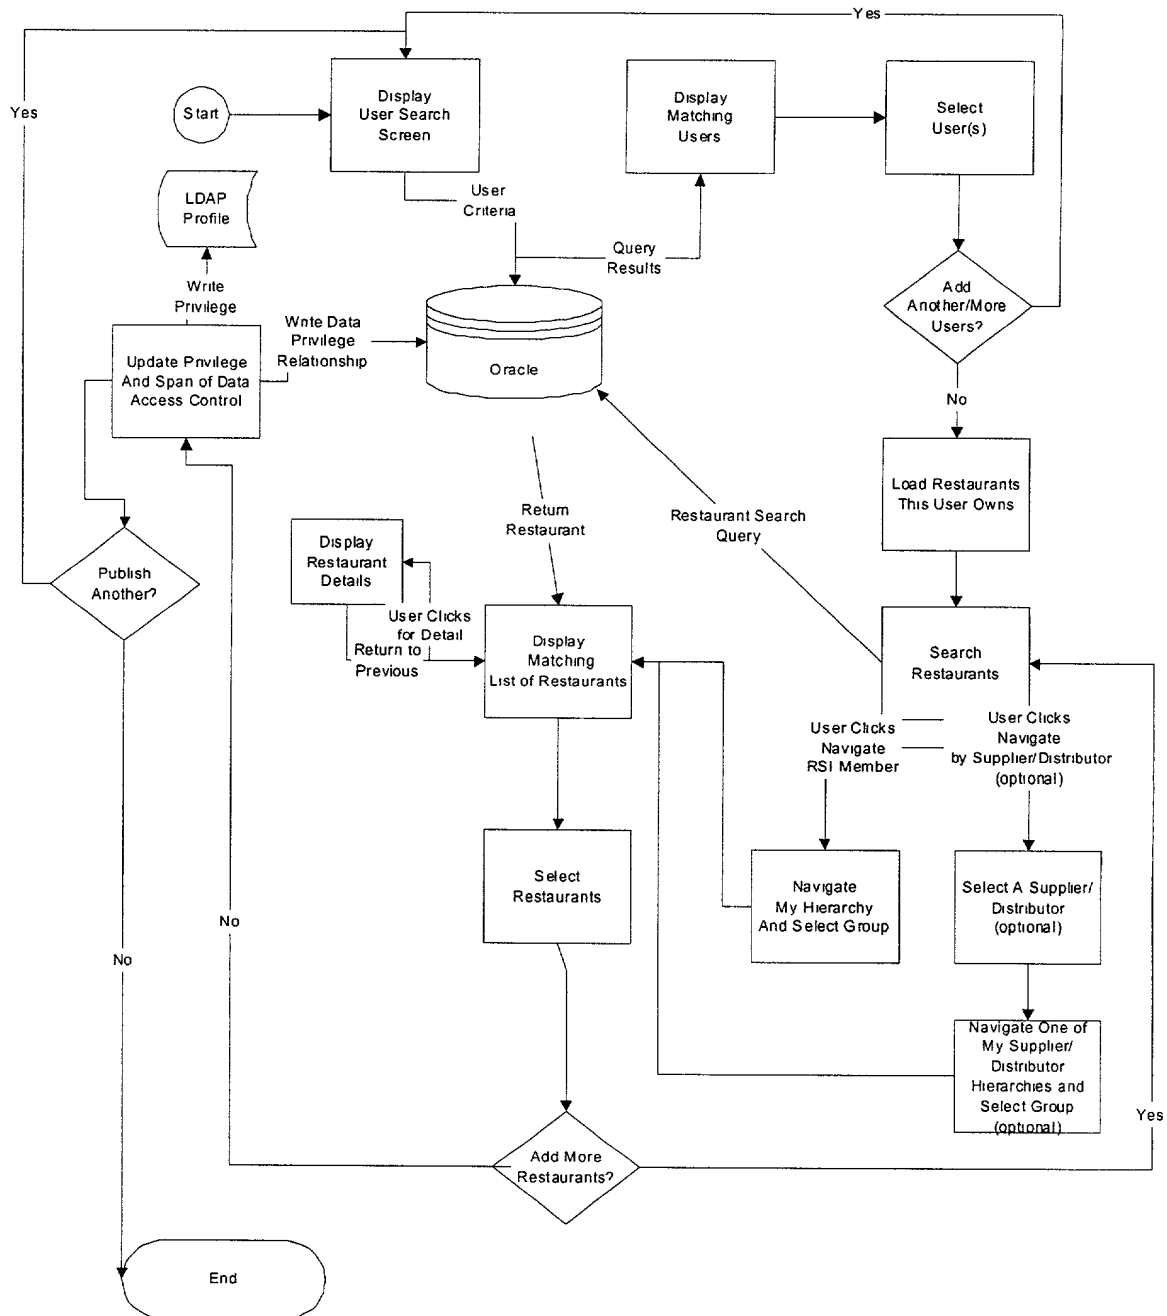 Yes
Yes
Start
Display
User Search
Screen
Display
Matching
Users
Select
User(s)
LDAP
Profile
User
Criteria
Query
Results
Write
Privilege
Add
Another/More
Users?
Write Data
Privilege
Relationship
Update Privilege
And Span of Data
Access Control
Oracle
No
Load Restaurants
This User Owns
Return
Restaurant
Restaurant Search
Query
Display
Restaurant
Details
Publish
Another?
User Clicks
for Detail
Return to
Previous
Display
Matching
List of Restaurants
Search
Restaurants
User Clicks
Navigate
RSI Member
User Clicks
Navigate
by Supplier/Distributor
(optional)
Select
Restaurants
Navigate
My Hierarchy
And Select Group
Select A Supplier/
Distributor
(optional)
No
No
Navigate One of
My Supplier/
Distributor
Hierarchies and
Select Group
(optional)
Yes
Add More
Restaurants?
End